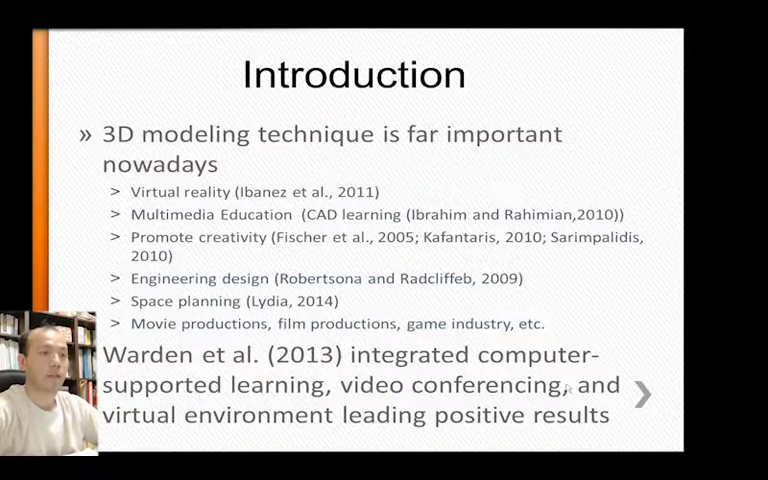 Introduction
» 3D modeling technique is far important
nowadays
> Virtual reality (Ibanez et al., 2011)
> Multimedia Education (CAD learning (Ibrahim and Rahimian,2010))
> Promote creativity (Fischer et al., 2005; Kafantaris, 2010; Sarimpalidis,
2010)
> Engineering design (Robertsona and Radcliffeb, 2009)
> Space planning (Lydia, 2014)
> Movie productions, film productions, game industry, etc.
Warden et al. (2013) integrated computer-
supported learning, video conferencing, and
virtual environment leading positive results